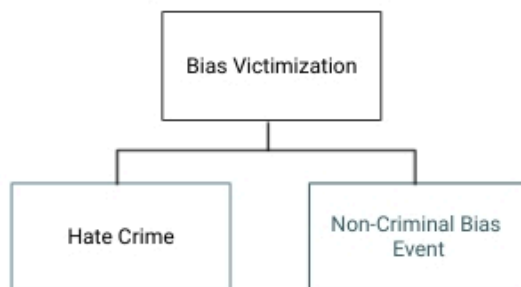 Bias Victimization
Hate Crime
Non-Criminal Bias
Event